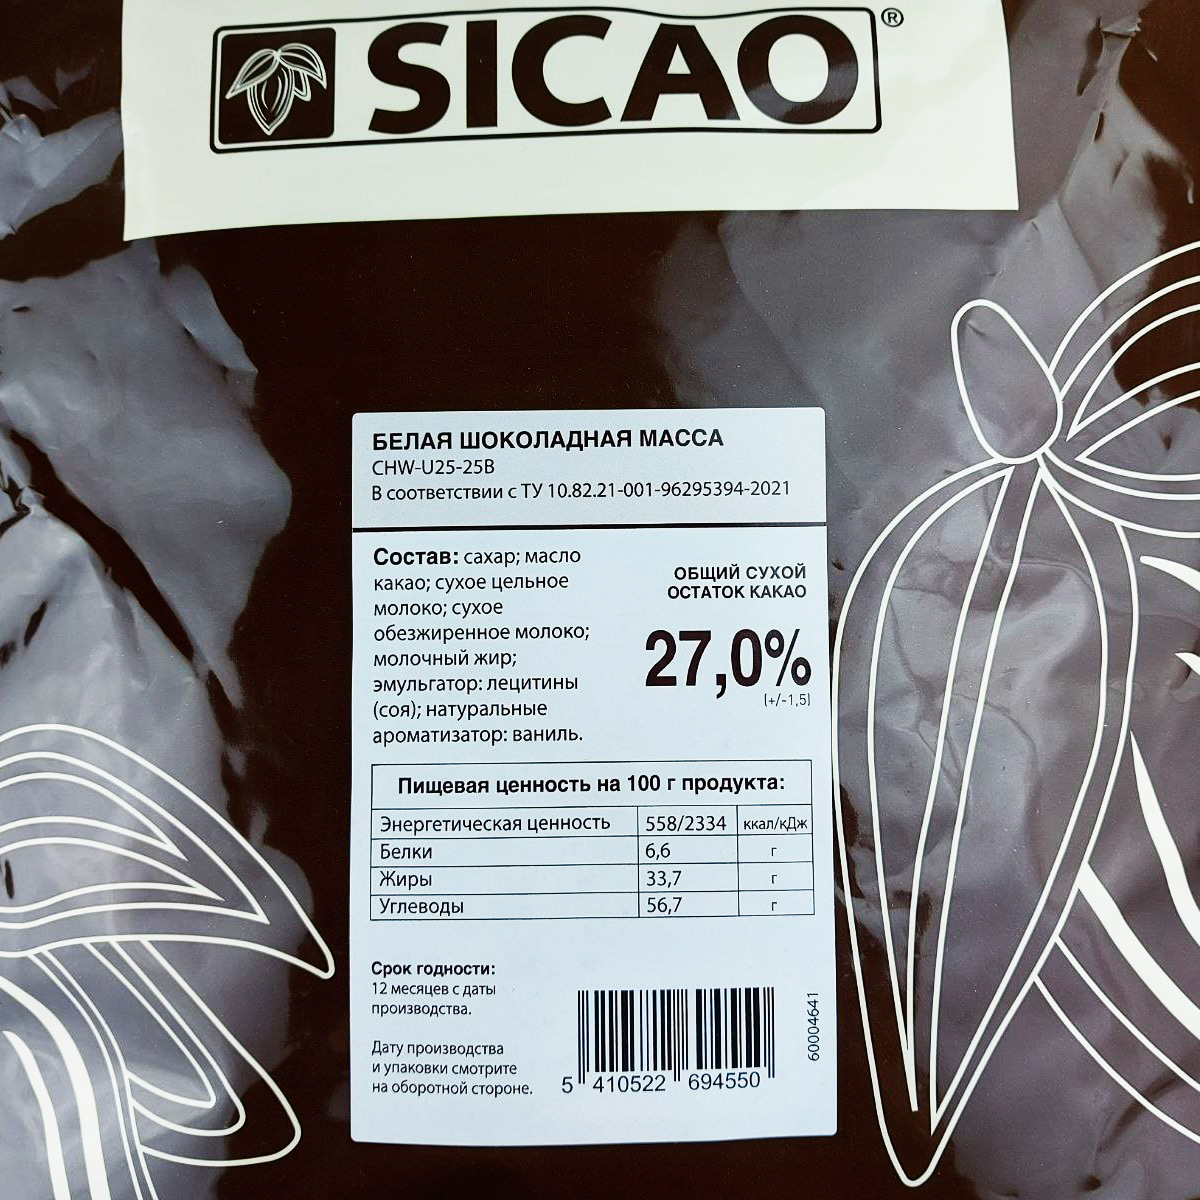 SICAO®
БЕЛАЯ ШОКОЛАДНАЯ МАССА
CHW-U25-25B
В соответствии с ТУ 10.82.21-001-96295394-2021
Состав: сахар; масло
какао; сухое цельное
молоко; сухое
обезжиренное молоко;
молочный жир;
эмульгатор: лецитины
(соя); натуральные
ароматизатор: ваниль.
ОБЩИЙ СУХОЙ
ОСТАТОК КАКАО
27,0%
(+/-1,5)
Пищевая ценность на 100 г продукта:
Энергетическая ценность 558/2334 ккал/кДж
Белки 6,6 г
Жиры 33,7 г
Углеводы 56,7 г
Срок годности:
12 месяцев с даты
производства.
Дату производства
и упаковки смотрите
на оборотной стороне.
5 410522 694550
60004641